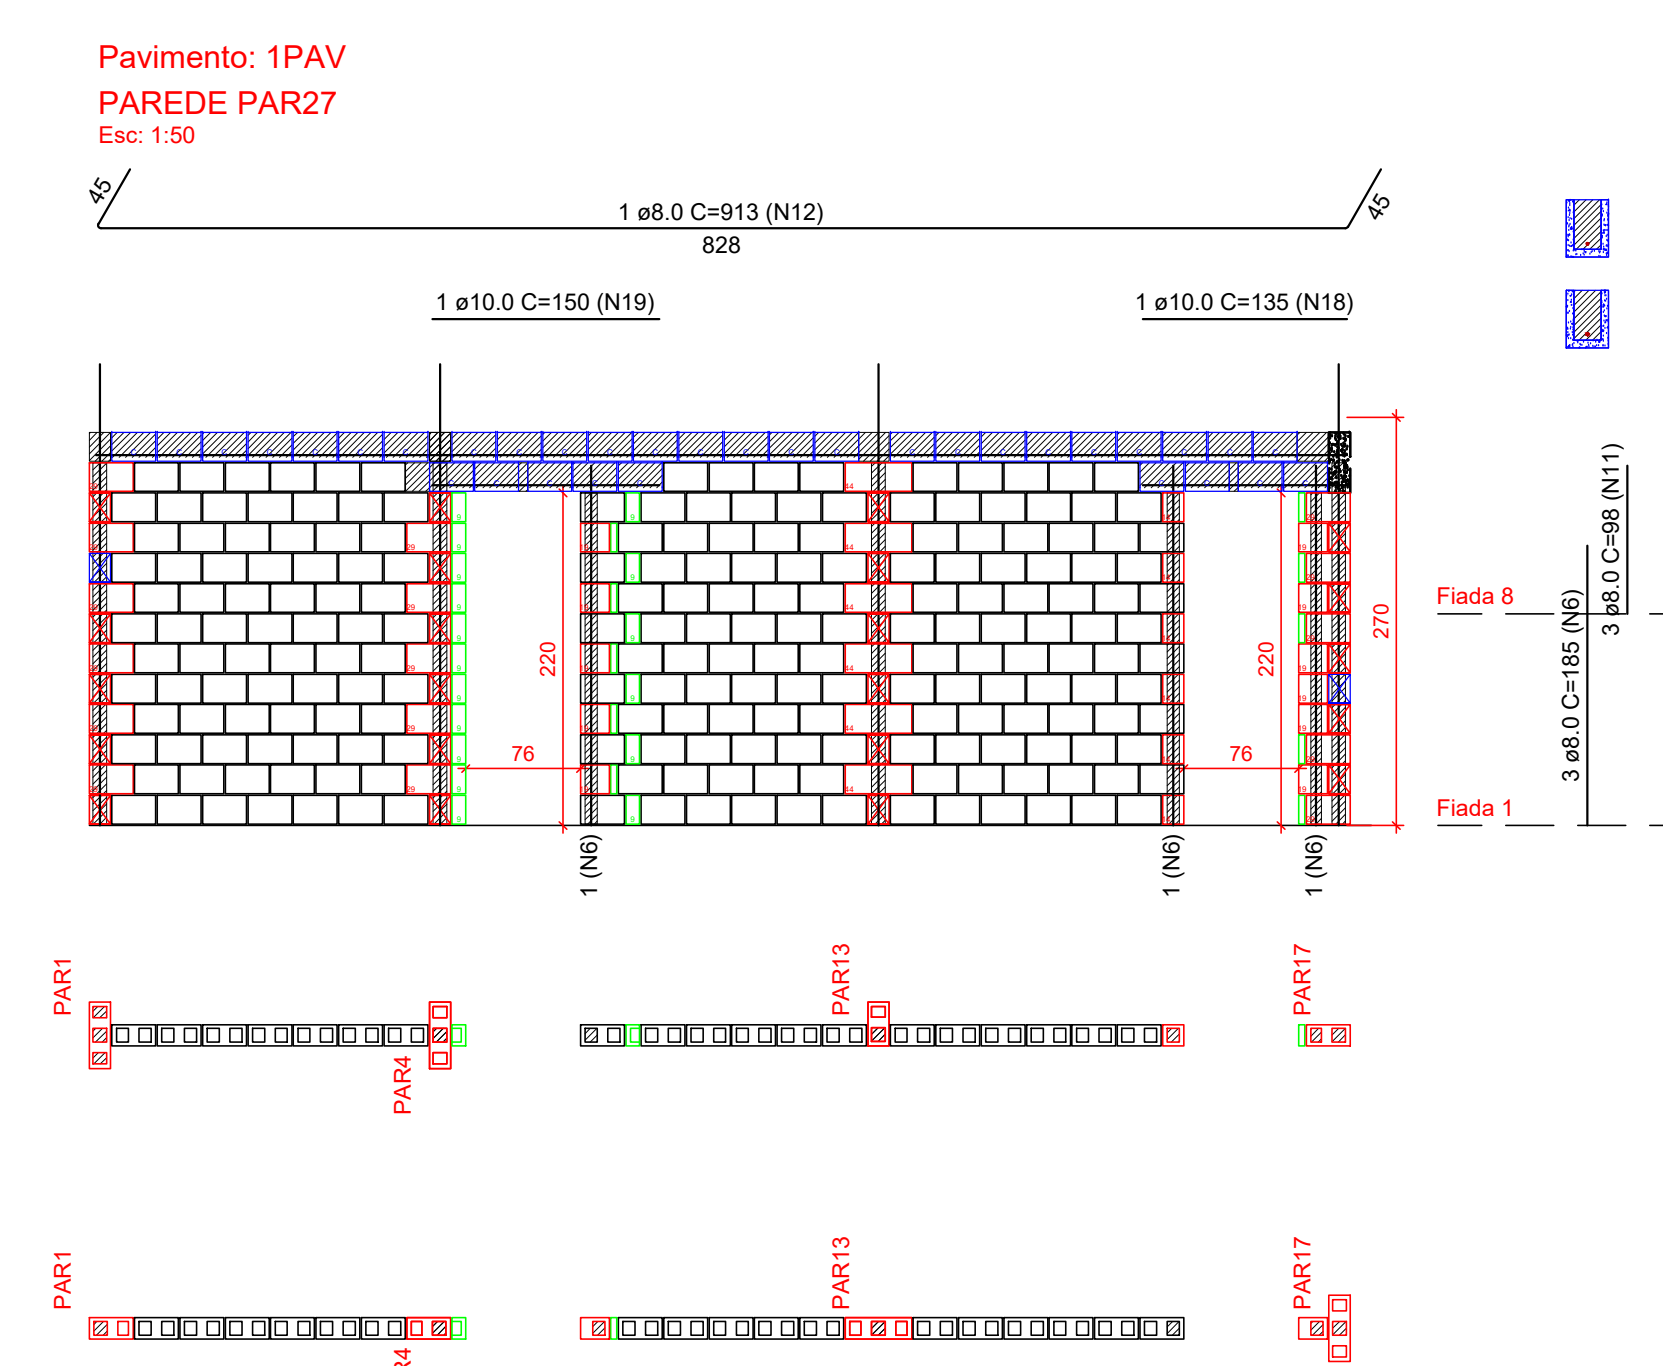 Pavimento: 1PAV
PAREDE PAR27
Esc: 1:50
45
1 ø8.0 C=913 (N12)
828
45
1 ø10.0 C=150 (N19)
1 ø10.0 C=135 (N18)
220
76
220
76
270
Fiada 8
Fiada 1
3 ø8.0 C=185 (N6)
3 ø8.0 C=98 (N11)
1 (N6)
1 (N6)
1 (N6)
PAR1
PAR4
PAR13
PAR17
PAR1
PAR13
PAR17